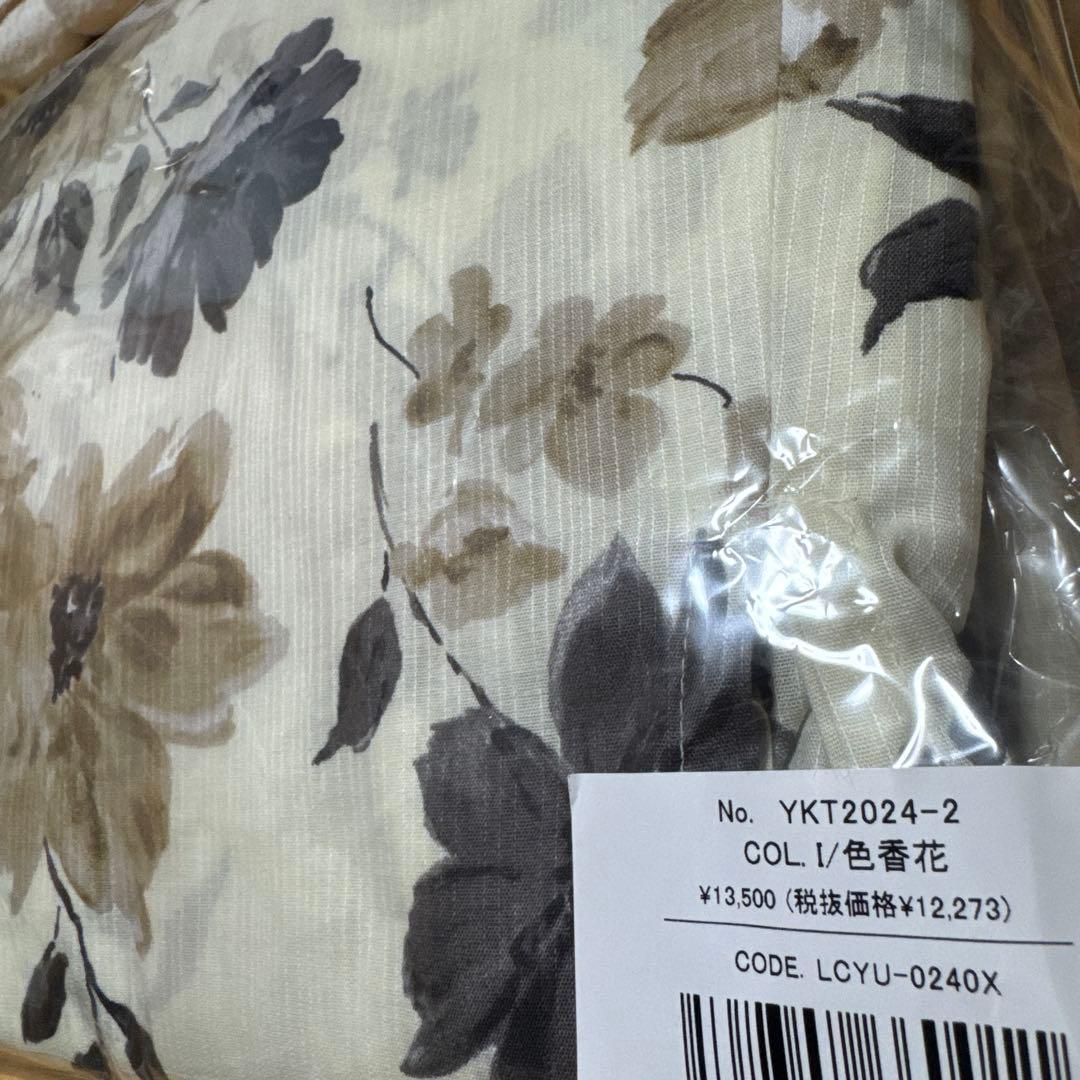 No. YKT2024-2
COL. I/色香花
¥13,500 (税抜価格¥12,273)
CODE. LCYU-0240X